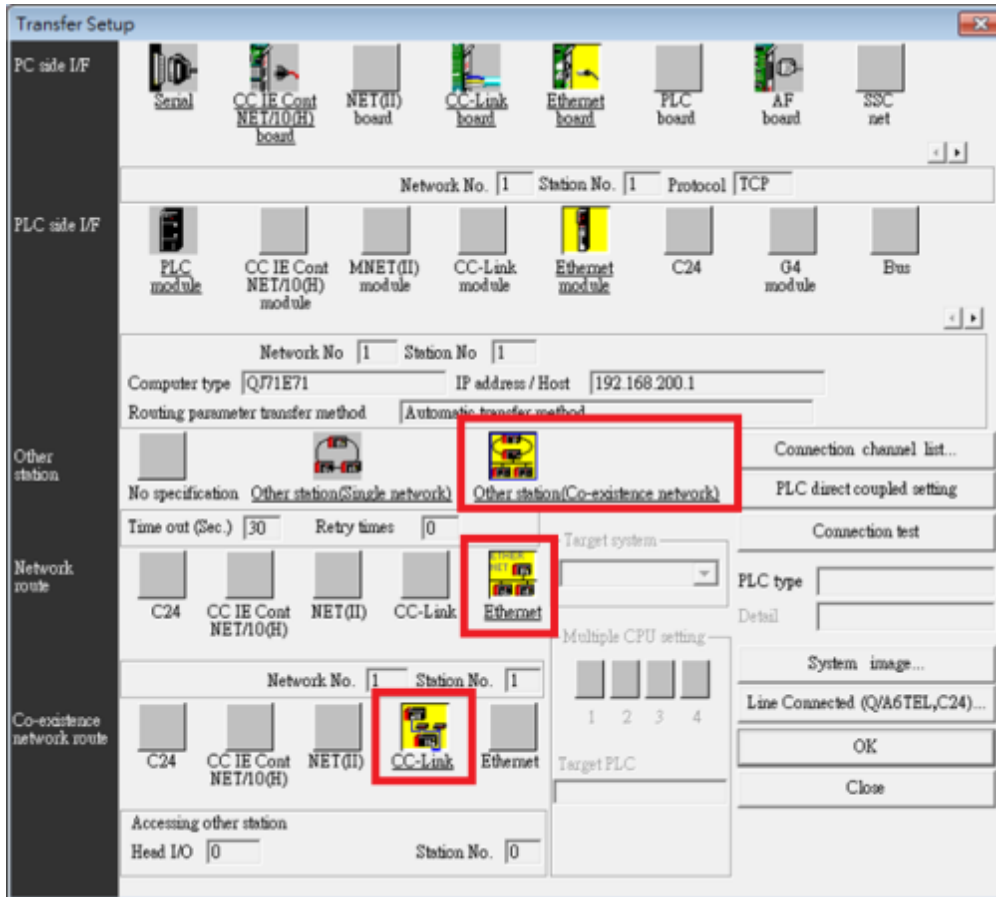 Transfer Setup
PC side I/F
Serial
CC IE Cont
NET/10(H)
board
NET(II)
board
CC-Link
board
Ethernet
board
PLC
board
AF
board
SSC
net
Network No. 1 Station No. 1 Protocol TCP
PLC side I/F
PLC
module
CC IE Cont
NET/10(H)
module
MNET(II)
module
CC-Link
module
Ethernet
module
C24
G4
module
Bus
Network No 1 Station No 1
Computer type QJ71E71 IP address / Host 192.168.200.1
Routing parameter transfer method Automatic transfer method
Other
station
No specification Other station(Single network) Other station(Co-existence network)
Connection channel list...
PLC direct coupled setting
Time out (Sec.) 30 Retry times 0
Target system
Connection test
Network
route
ETHER
NET
C24
CC IE Cont
NET/10(H)
NET(II)
CC-Link
Ethernet
PLC type
Detail
Multiple CPU setting
1 2 3 4
System image...
Network No. 1 Station No. 1
Line Connected (Q/A6TEL,C24)...
Co-existence
network route
C24
CC IE Cont
NET/10(H)
NET(II)
CC-Link
Ethernet
Target PLC
OK
Close
Accessing other station
Head I/O 0 Station No. 0